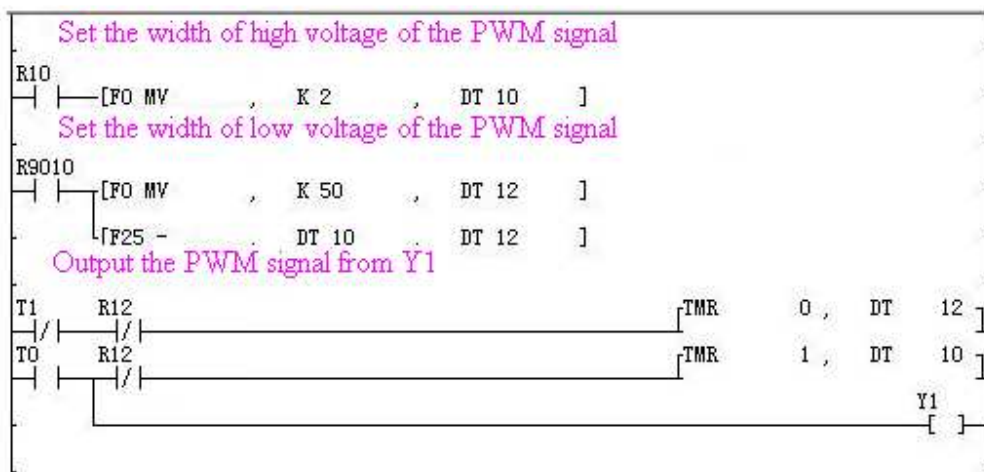 Set the width of high voltage of the PWM signal
R10
[F0 MV , K 2 , DT 10 ]
Set the width of low voltage of the PWM signal
R9010
[F0 MV , K 50 , DT 12 ]
[F25 - , DT 10 , DT 12 ]
Output the PWM signal from Y1
T1 R12
[TMR 0 , DT 12 ]
T0 R12
[TMR 1 , DT 10 ]
Y1
[ ]